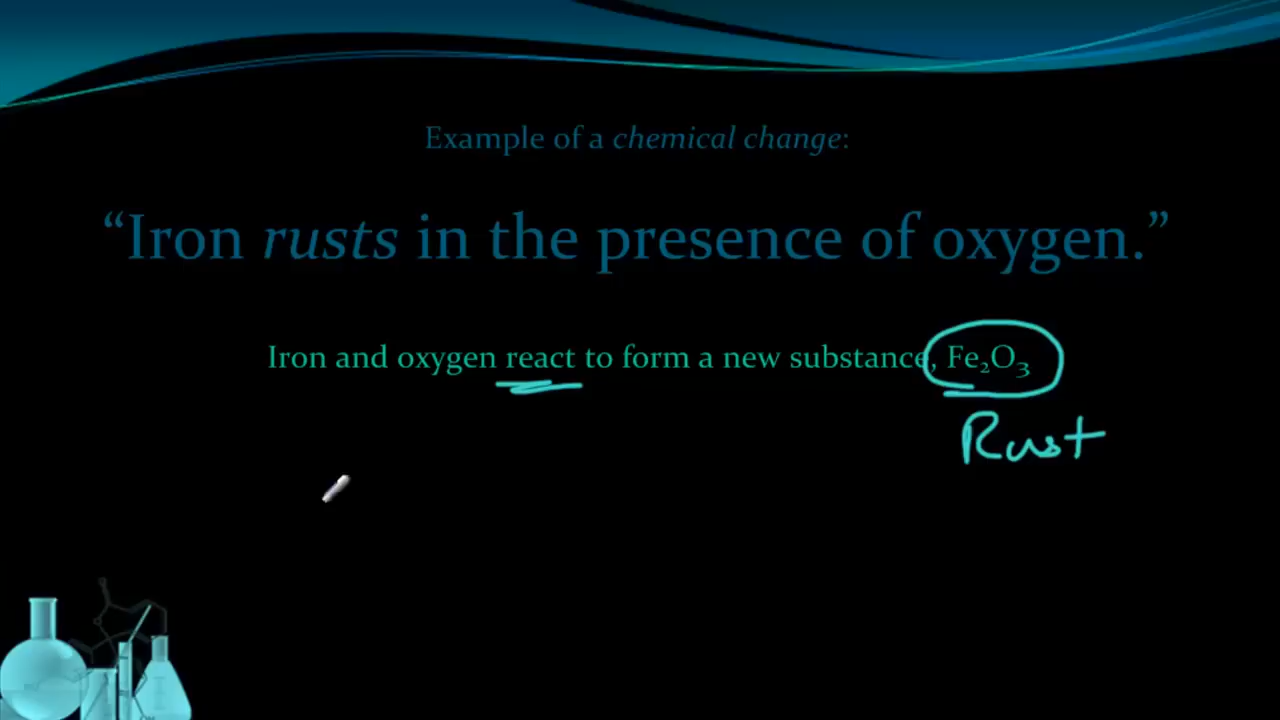 Example of a chemical change:
“Iron rusts in the presence of oxygen.”
Iron and oxygen react to form a new substance, Fe₂O₃
Rust